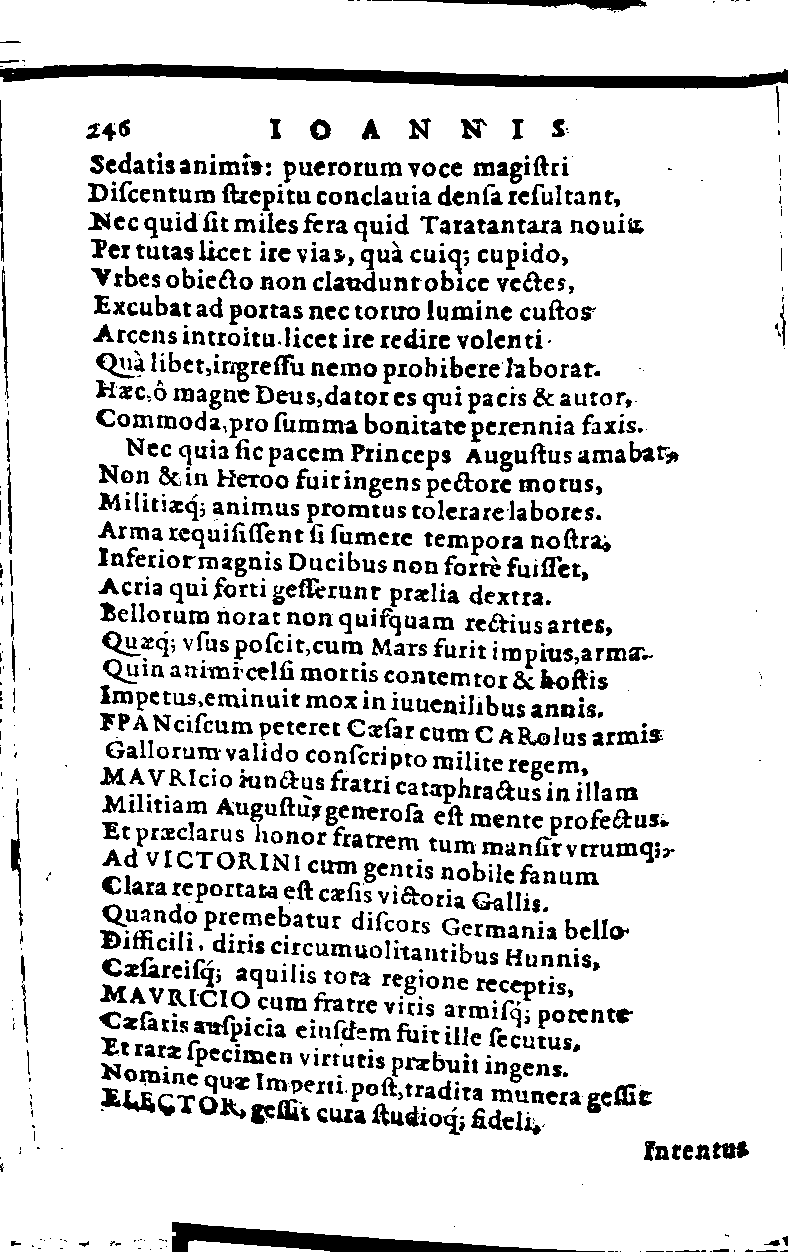 246 IOANNIS
Sedatis animis: puerorum voce magiſtri
Diſcentum ſtrepitu conclauia denſa reſultant,
Nec quid ſit miles fera quid Taratantara nouit.
Per tutas licet ire vias, quà cuiq; cupido,
Vrbes obiecto non claudunt obice vectes,
Excubat ad portas nec toruo lumine cuſtos
Arcens introitu. licet ire redire volenti
Quà libet, ingreſſu nemo prohibere laborat.
Hæc, ô magne Deus, dator es qui pacis & autor,
Commoda, pro ſumma bonitate perennia faxis.
Nec quia ſic pacem Princeps Auguſtus amabat,
Non & in Heroo fuit ingens pectore motus,
Militiæq́; animus promtus tolerare labores.
Arma requiſiſſent ſi ſumere tempora noſtra,
Inferior magnis Ducibus non fortè fuiſſet,
Acria qui forti geſſerunt prælia dextra.
Bellorum norat non quiſquam rectius artes,
Quæq́; vſus poſcit, cum Mars furit impius, arma.
Quin animi celſi mortis contemtor & hoſtis
Impetus, eminuit mox in iuuenilibus annis.
FPANciſcum peteret Cæſar cum CARolus armis
Gallorum valido conſcripto milite regem,
MAVRIcio iunctus fratri cataphractus in illam
Militiam Auguſtus generoſa eſt mente profectus.
Et præclarus honor fratrem tum manſit vtrumq;,
Ad VICTORINI cum gentis nobile fanum
Clara reportata eſt cæſis victoria Gallis.
Quando premebatur diſcors Germania bello
Difficili, diris circumuolitantibus Hunnis,
Cæſareiſq́; aquilis tota regione receptis,
MAVRICIO cum fratre viris armiſq́; potente
Cæſaris auſpicia eiuſdem fuit ille ſecutus,
Et raræ ſpecimen virtutis præbuit ingens.
Nomine quæ Imperii poſt, tradita munera geſſit
ELECTOR, geſſit cura ſtudioq́; fideli,
Intentus